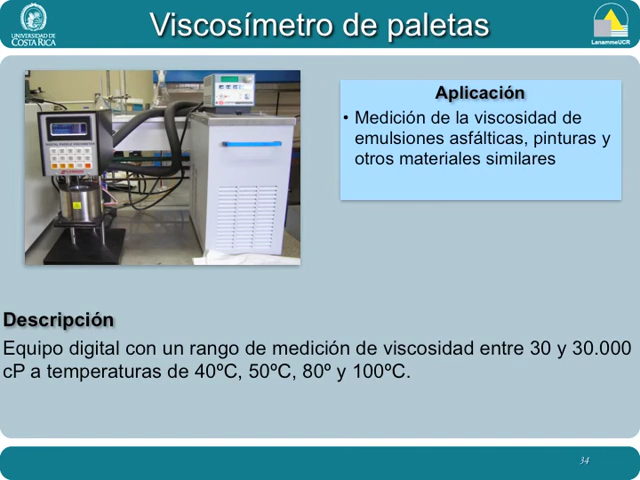 UNIVERSIDAD DE
COSTA RICA
Viscosímetro de paletas
LanammeUCR
Aplicación
• Medición de la viscosidad de
emulsiones asfálticas, pinturas y
otros materiales similares
Descripción
Equipo digital con un rango de medición de viscosidad entre 30 y 30.000
cP a temperaturas de 40ºC, 50ºC, 80º y 100ºC.
34